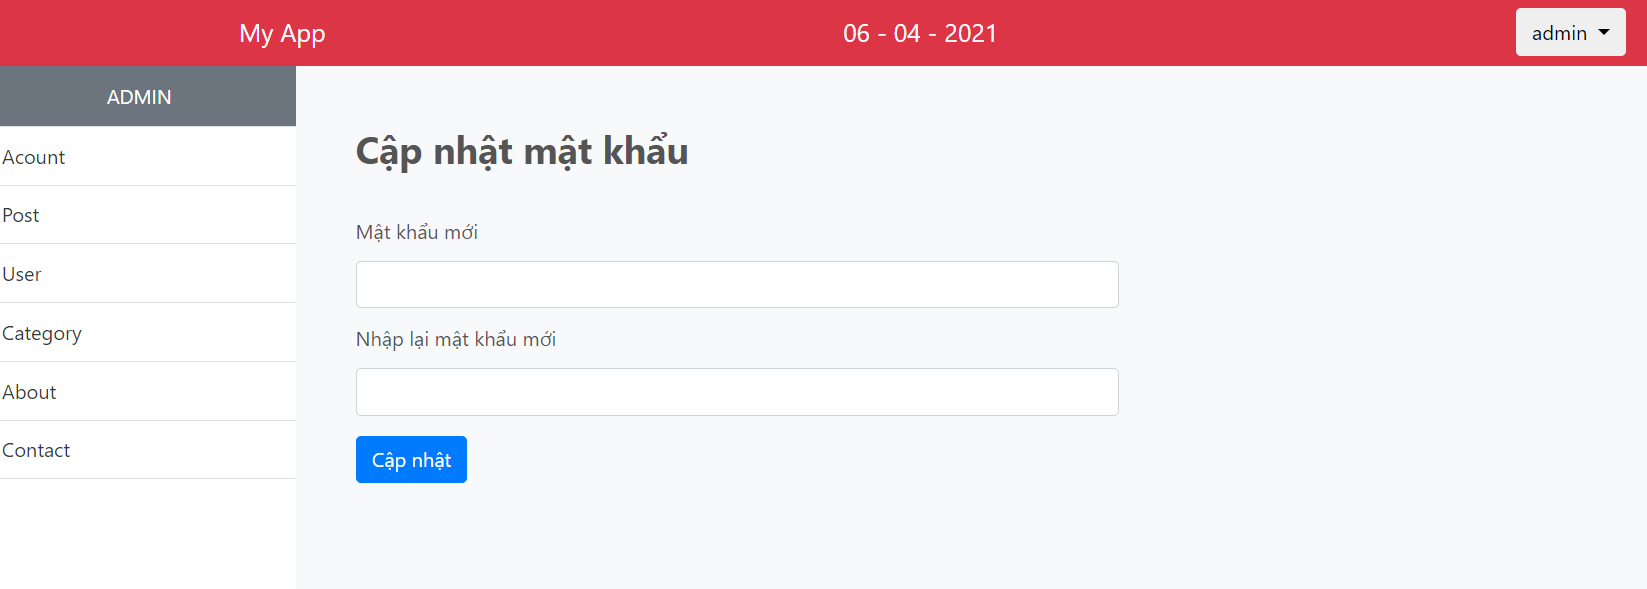 My App
06 - 04 - 2021
admin
ADMIN
Acount
Post
User
Category
About
Contact
Cập nhật mật khẩu
Mật khẩu mới
Nhập lại mật khẩu mới
Cập nhật